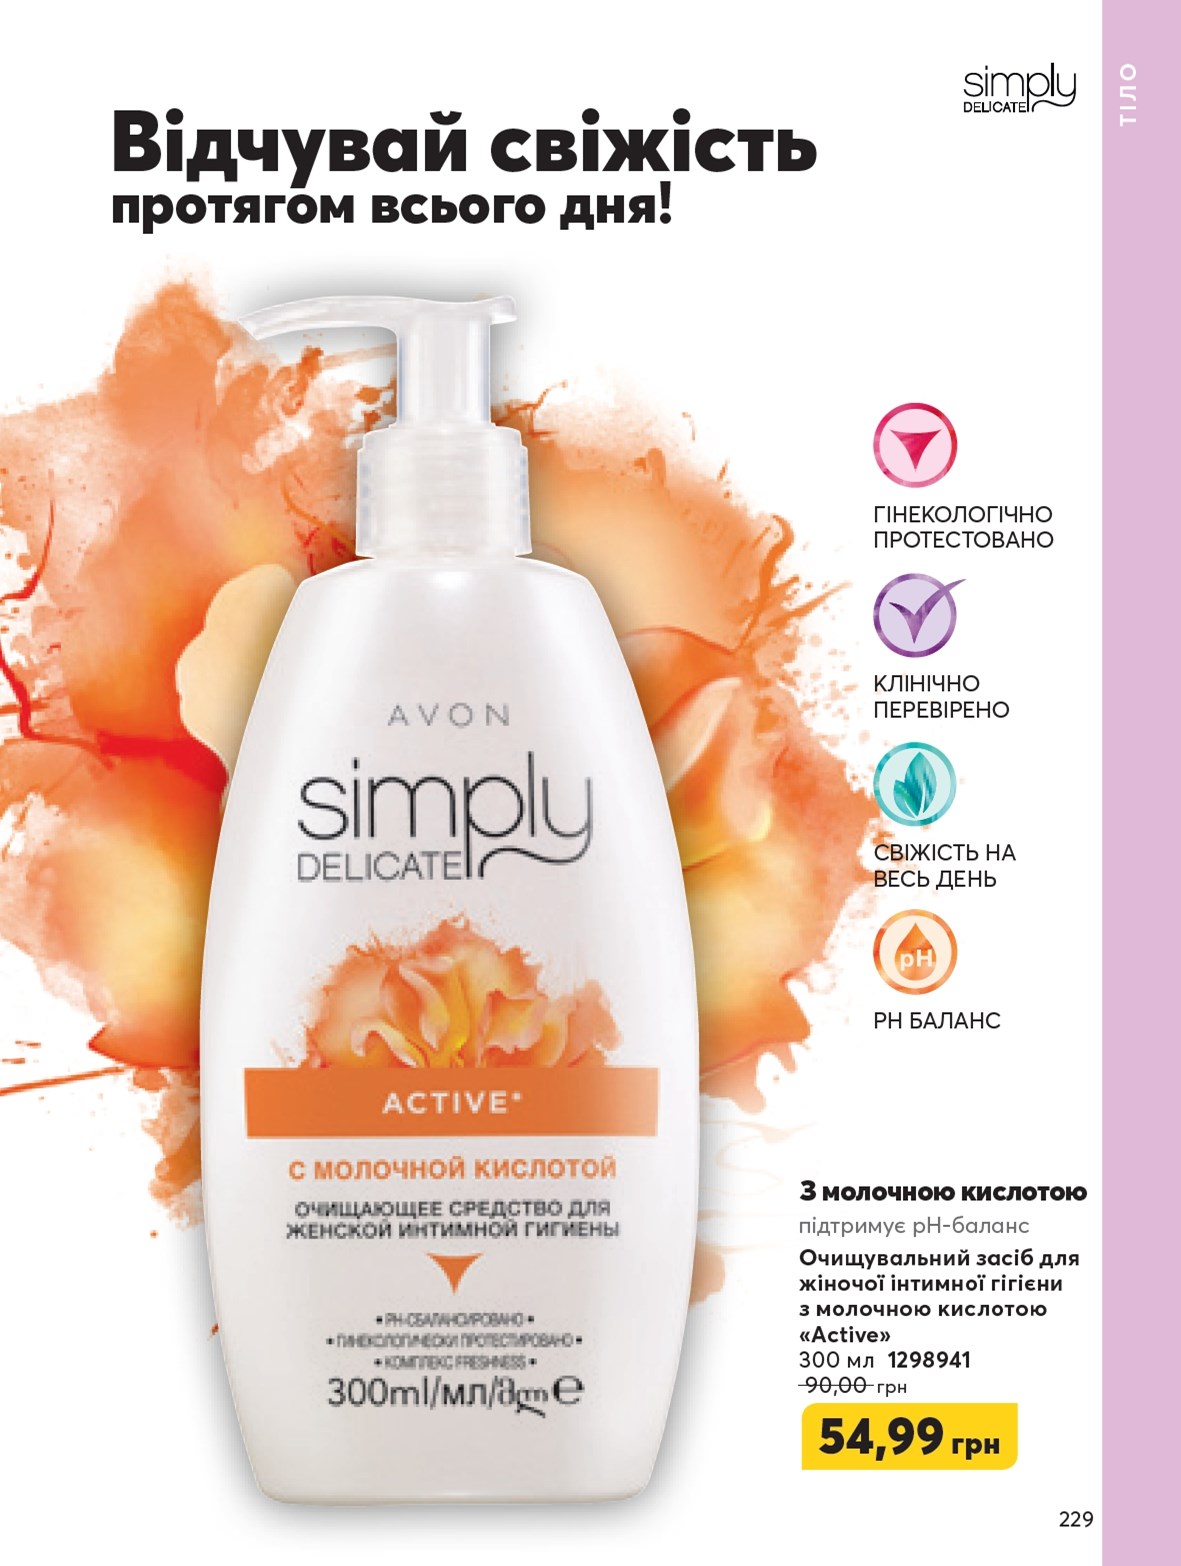 simply
DELICATE
ТІЛО
Відчувай свіжість
протягом всього дня!
ГІНЕКОЛОГІЧНО
ПРОТЕСТОВАНО
КЛІНІЧНО
ПЕРЕВІРЕНО
СВІЖІСТЬ НА
ВЕСЬ ДЕНЬ
pH
PH БАЛАНС
AVON
simply
DELICATE
ACTIVE*
С МОЛОЧНОЙ КИСЛОТОЙ
ОЧИЩАЮЩЕЕ СРЕДСТВО ДЛЯ
ЖЕНСКОЙ ИНТИМНОЙ ГИГИЕНЫ
• PH-СБАЛАНСИРОВАНО •
• ГИНЕКОЛОГИЧЕСКИ ПРОТЕСТИРОВАНО •
• КОМПЛЕКС FRESHNESS •
300ml/мл/მლ e
З молочною кислотою
підтримує pH-баланс
Очищувальний засіб для
жіночої інтимної гігієни
з молочною кислотою
«Active»
300 мл 1298941
90,00 грн
54,99 грн
229